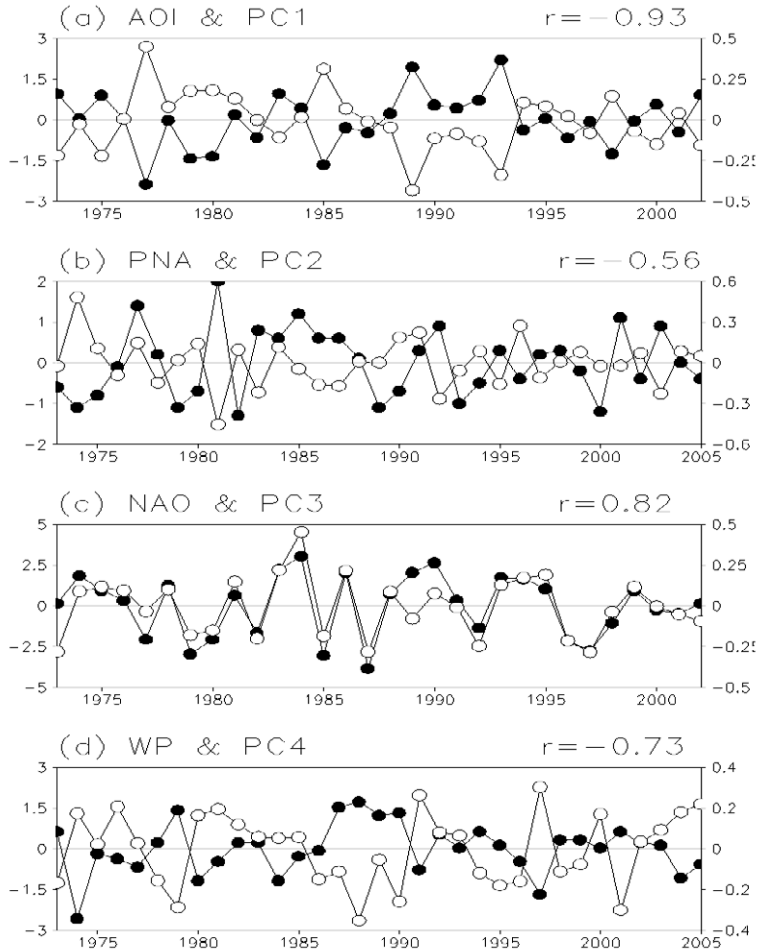 (a) AOI & PC1 r=−0.93
3 0.5
1.5 0.25
0 0
−1.5 −0.25
−3 −0.5
1975 1980 1985 1990 1995 2000
(b) PNA & PC2 r=−0.56
2 0.6
1 0.3
0 0
−1 −0.3
−2 −0.6
1975 1980 1985 1990 1995 2000 2005
(c) NAO & PC3 r=0.82
5 0.5
2.5 0.25
0 0
−2.5 −0.25
−5 −0.5
1975 1980 1985 1990 1995 2000
(d) WP & PC4 r=−0.73
3 0.4
1.5 0.2
0 0
−1.5 −0.2
−3 −0.4
1975 1980 1985 1990 1995 2000 2005